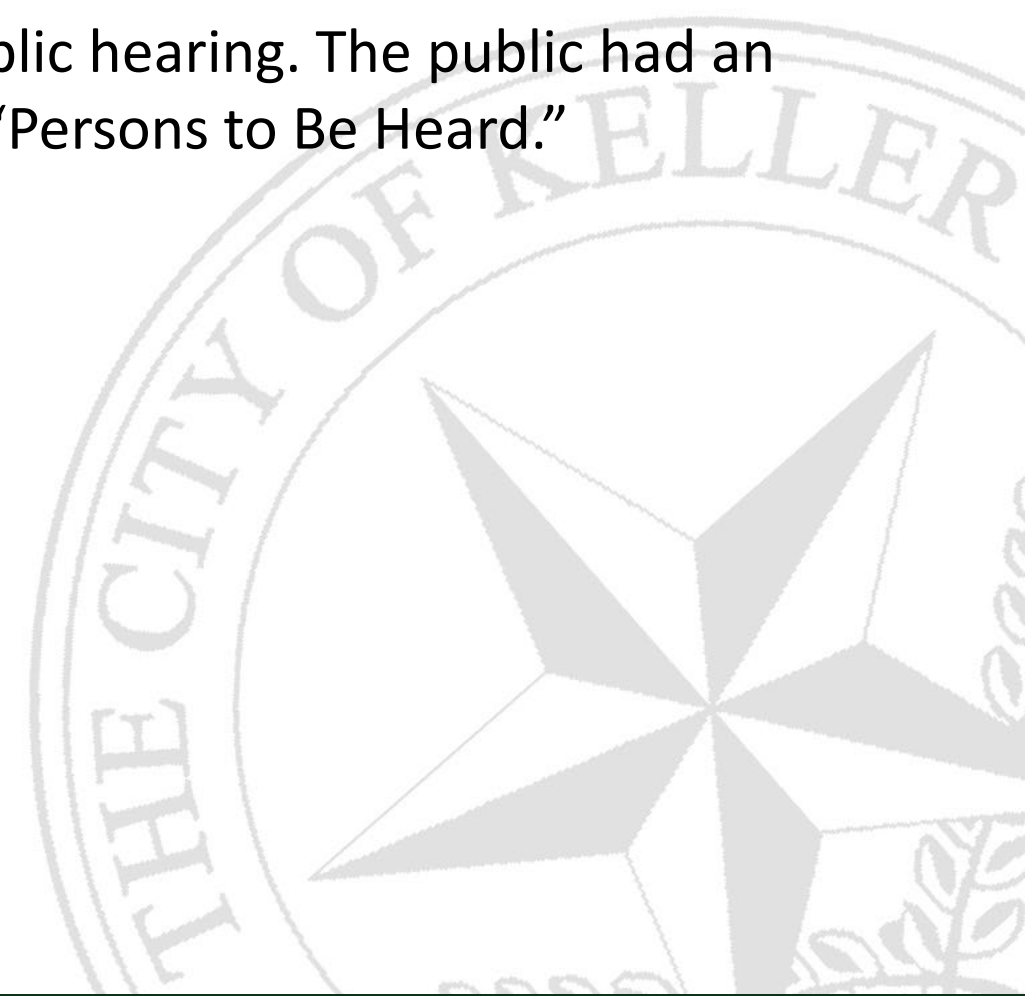 blic hearing. The public had an
“Persons to Be Heard.”
THE CITY OF KELLER